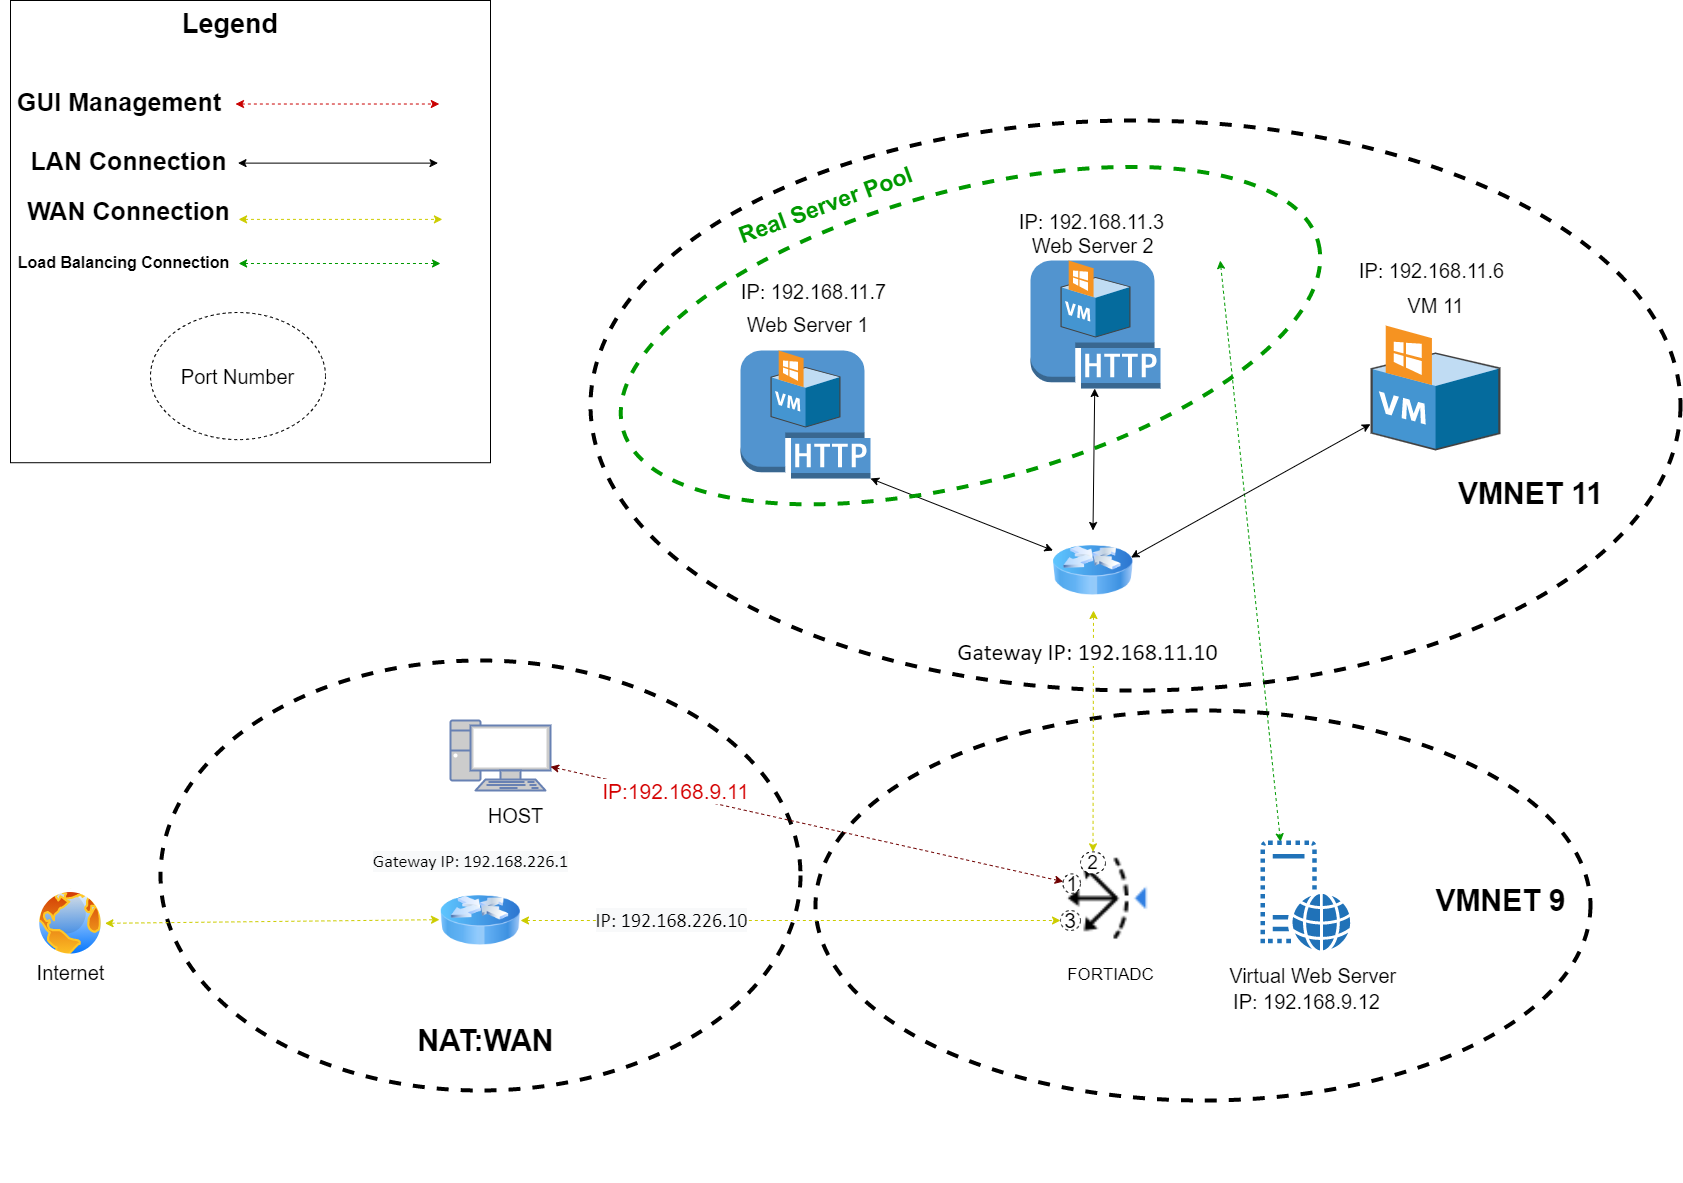 Legend
GUI Management
LAN Connection
WAN Connection
Load Balancing Connection
Port Number
Real Server Pool
IP: 192.168.11.3
Web Server 2
VM
HTTP
IP: 192.168.11.7
Web Server 1
VM
HTTP
IP: 192.168.11.6
VM 11
VM
VMNET 11
Gateway IP: 192.168.11.10
HOST
IP:192.168.9.11
Gateway IP: 192.168.226.1
IP: 192.168.226.10
Internet
NAT:WAN
2
1
3
FORTIADC
Virtual Web Server
IP: 192.168.9.12
VMNET 9